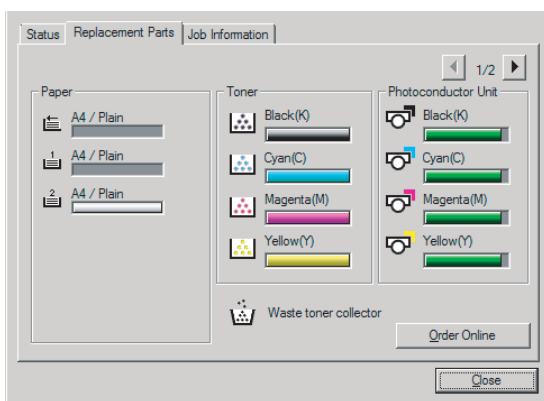 Status Replacement Parts Job Information
1/2
Paper
A4 / Plain
1 A4 / Plain
2 A4 / Plain
Toner
Black(K)
Cyan(C)
Magenta(M)
Yellow(Y)
Photoconductor Unit
Black(K)
Cyan(C)
Magenta(M)
Yellow(Y)
Waste toner collector
Order Online
Close